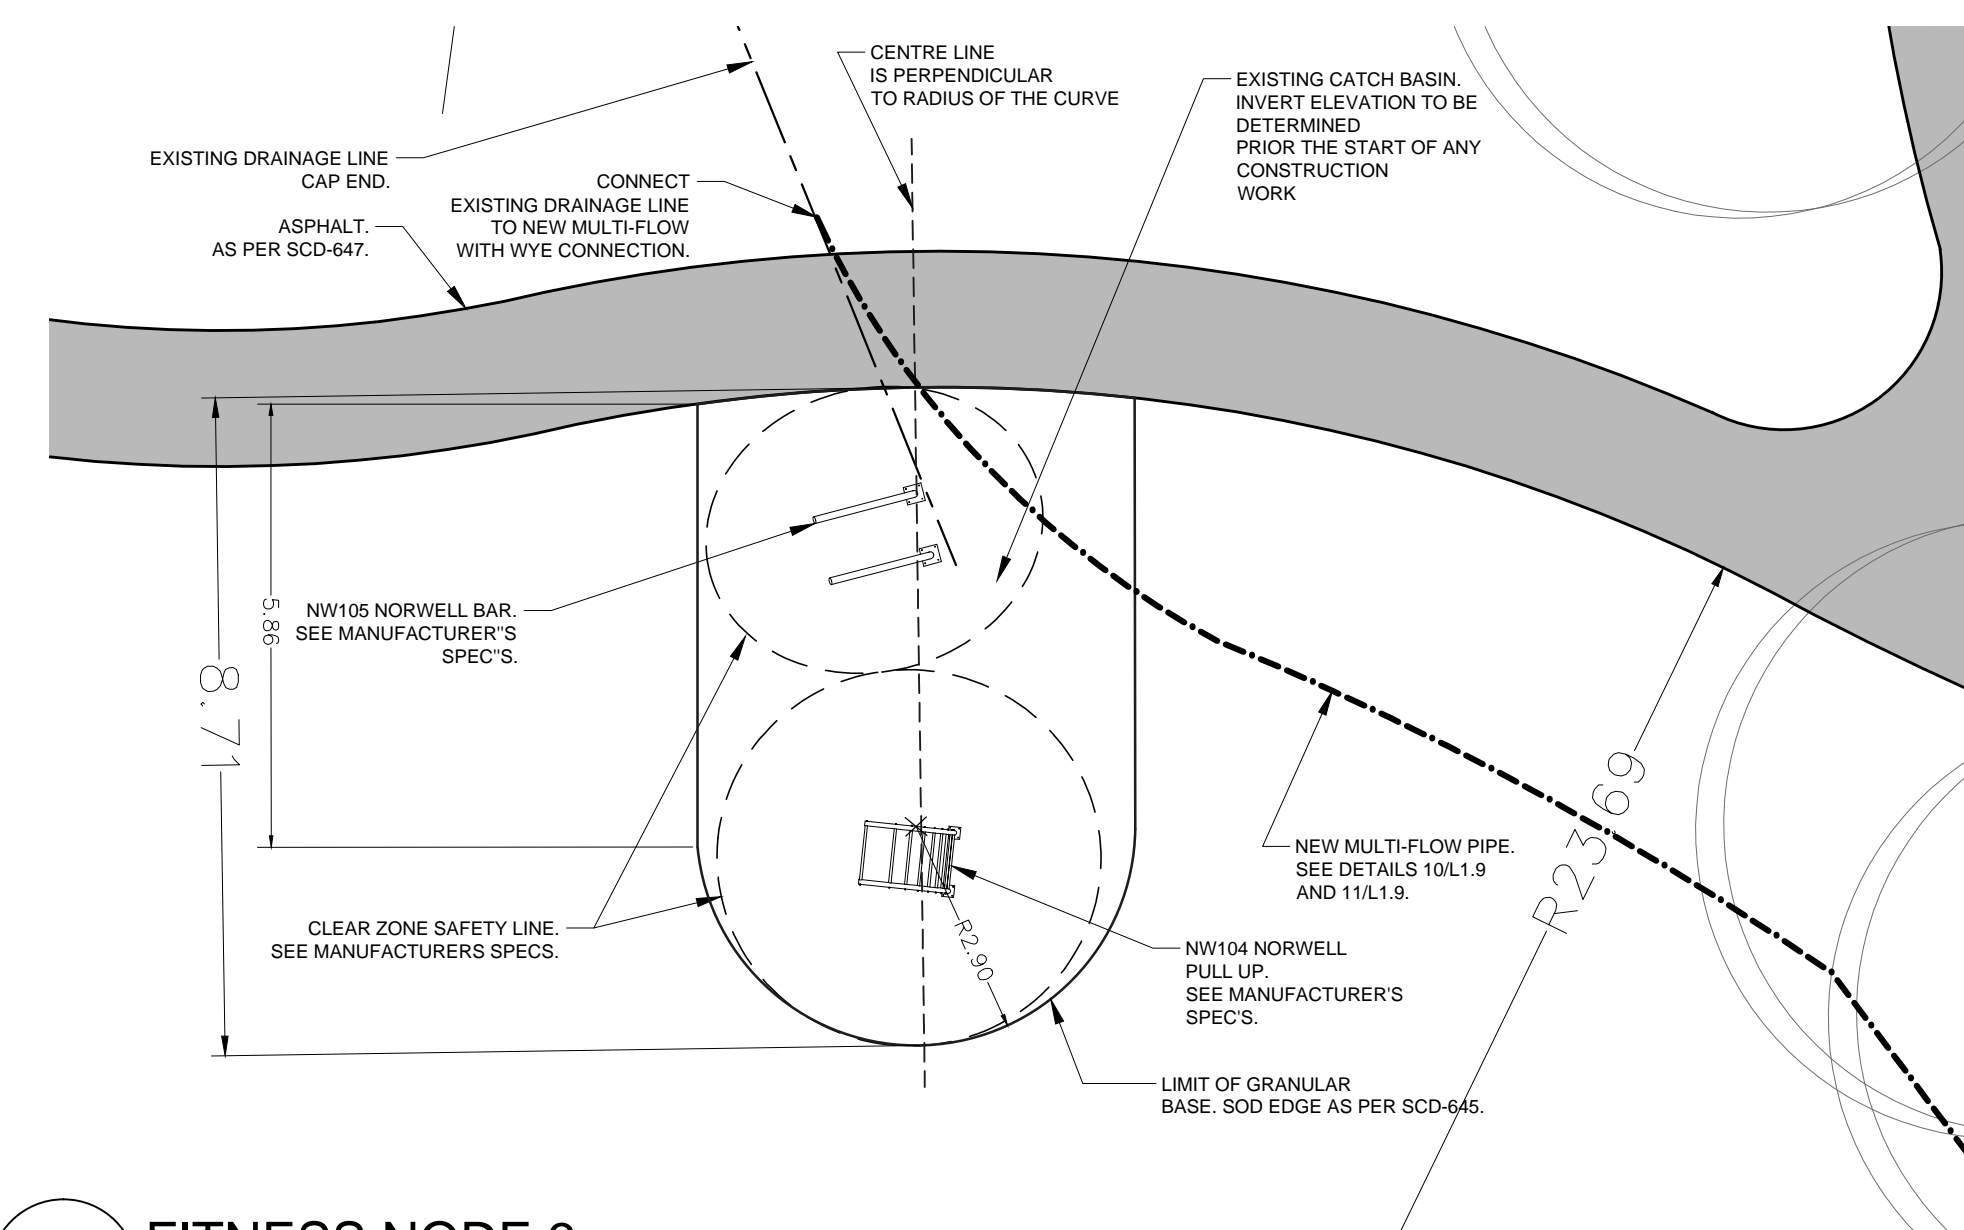 CENTRE LINE
IS PERPENDICULAR
TO RADIUS OF THE CURVE
EXISTING CATCH BASIN.
INVERT ELEVATION TO BE
DETERMINED
PRIOR THE START OF ANY
CONSTRUCTION
WORK
EXISTING DRAINAGE LINE
CAP END.
CONNECT
EXISTING DRAINAGE LINE
TO NEW MULTI-FLOW
WITH WYE CONNECTION.
ASPHALT.
AS PER SCD-647.
5.86
8.71
NW105 NORWELL BAR.
SEE MANUFACTURER"S
SPEC"S.
R23.69
NEW MULTI-FLOW PIPE.
SEE DETAILS 10/L1.9
AND 11/L1.9.
CLEAR ZONE SAFETY LINE.
SEE MANUFACTURERS SPECS.
R2.90
NW104 NORWELL
PULL UP.
SEE MANUFACTURER'S
SPEC'S.
LIMIT OF GRANULAR
BASE. SOD EDGE AS PER SCD-645.
FITNESS NODE